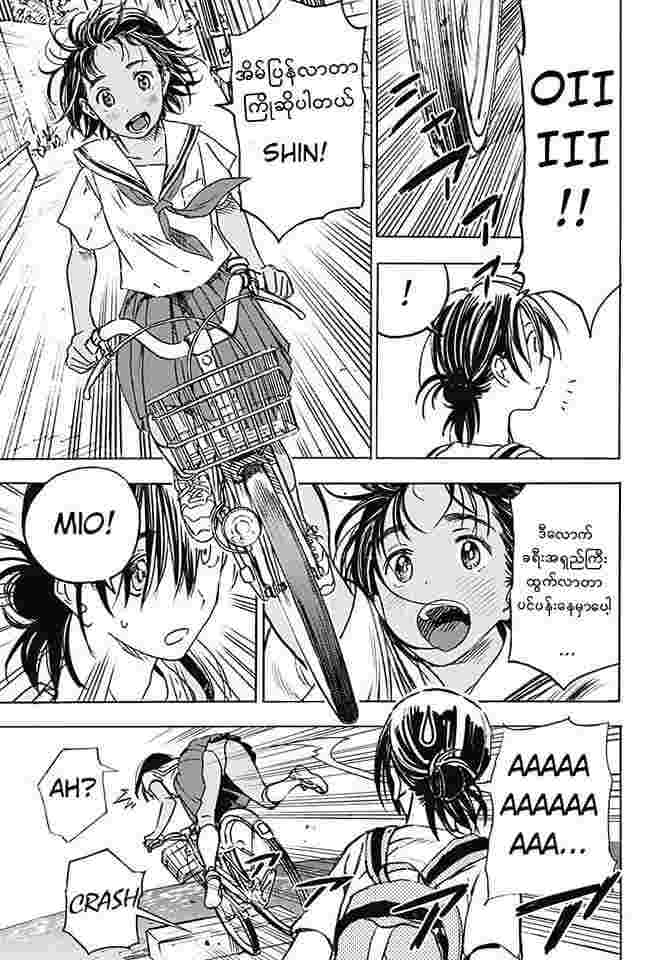 OII
III
!!
!
အိမ်ပြန်လာတာ
ကြိုဆိုပါတယ်
SHIN!
ဒီလောက်
ခရီးအရှည်ကြီး
ထွက်လာတာ
ပင်ပန်းနေမှာပေါ့
...
MIO!
AAAAA
AAAAAA
AAA...
AH?
CRASH